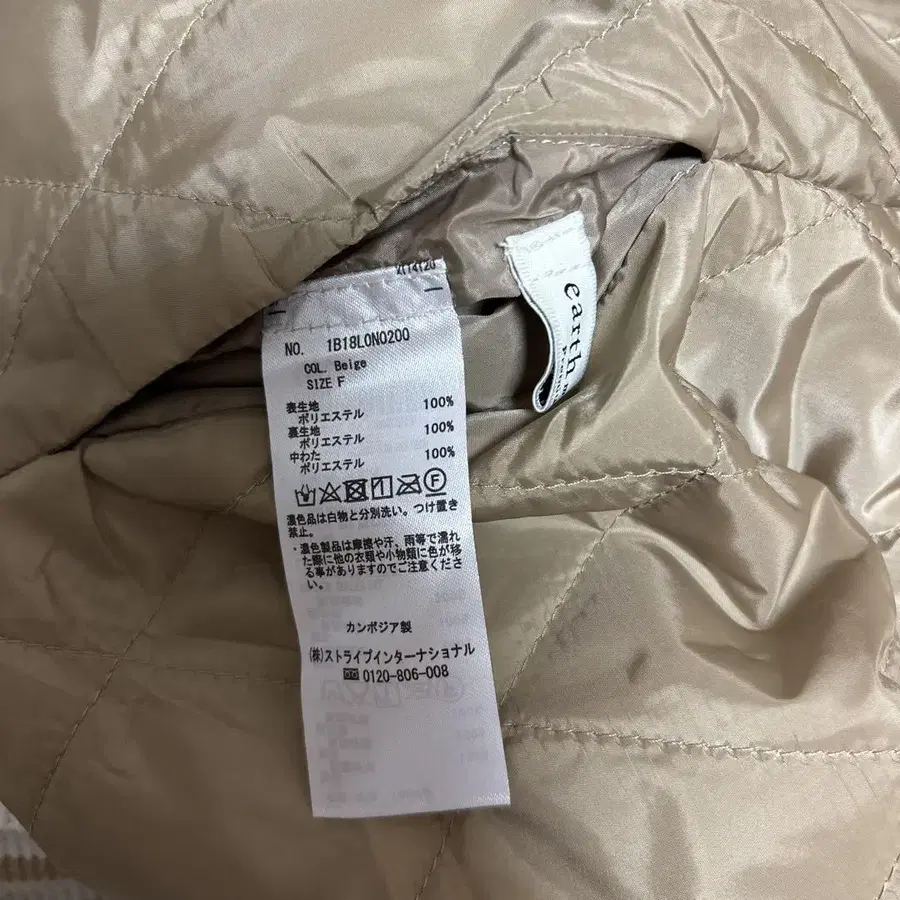 NO. 1B18L0N0200
COL. Beige
SIZE F
表生地 100%
ポリエステル
裏生地 100%
ポリエステル
中わた 100%
ポリエステル
F
濃色品は白物と分別洗い。つけ置き
禁止。
・濃色製品は摩擦や汗、雨等で濡れ
た際に他の衣類や小物類に色が移
る事がありますのでご注意くださ
い。
カンボジア製
(株)ストライプインターナショナル
0120-806-008
earth